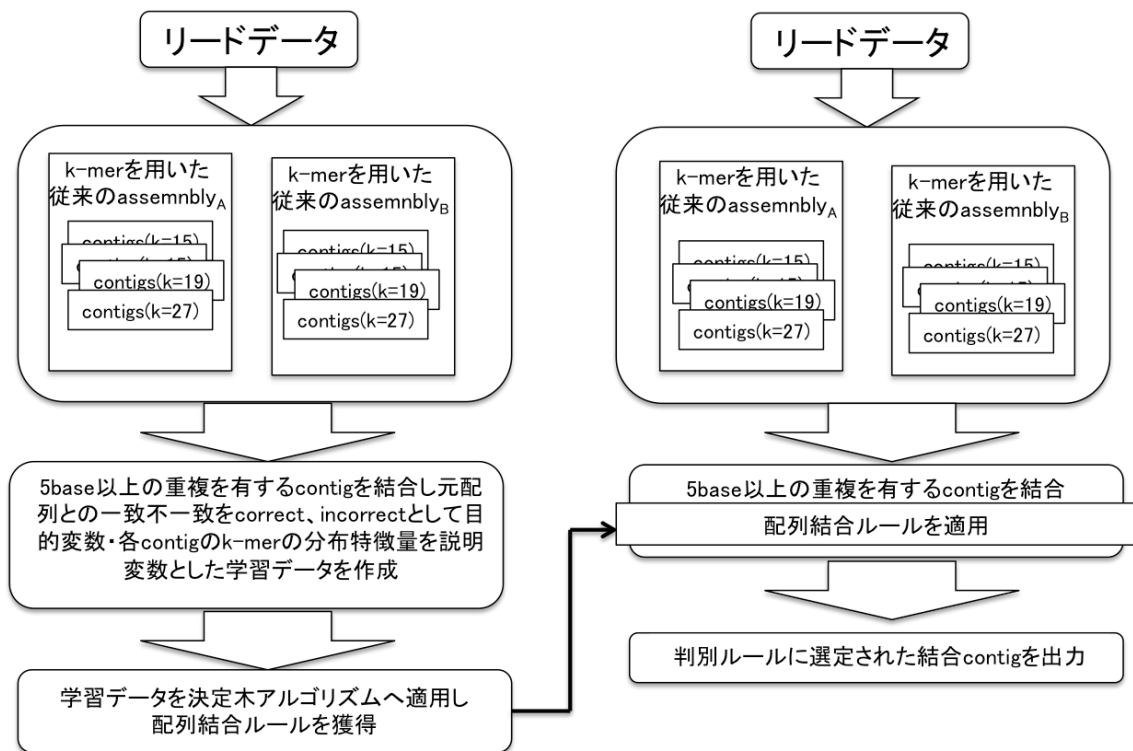 リードデータ
k-merを用いた
従来のassemnblyA
contigs(k=15)
contigs(k=19)
contigs(k=27)
k-merを用いた
従来のassemnblyB
contigs(k=15)
contigs(k=19)
contigs(k=27)
5base以上の重複を有するcontigを結合し元配
列との一致不一致をcorrect、incorrectとして目
的変数・各contigのk-merの分布特徴量を説明
変数とした学習データを作成
学習データを決定木アルゴリズムへ適用し
配列結合ルールを獲得
リードデータ
k-merを用いた
従来のassemnblyA
contigs(k=15)
contigs(k=19)
contigs(k=27)
k-merを用いた
従来のassemnblyB
contigs(k=15)
contigs(k=19)
contigs(k=27)
5base以上の重複を有するcontigを結合
配列結合ルールを適用
判別ルールに選定された結合contigを出力